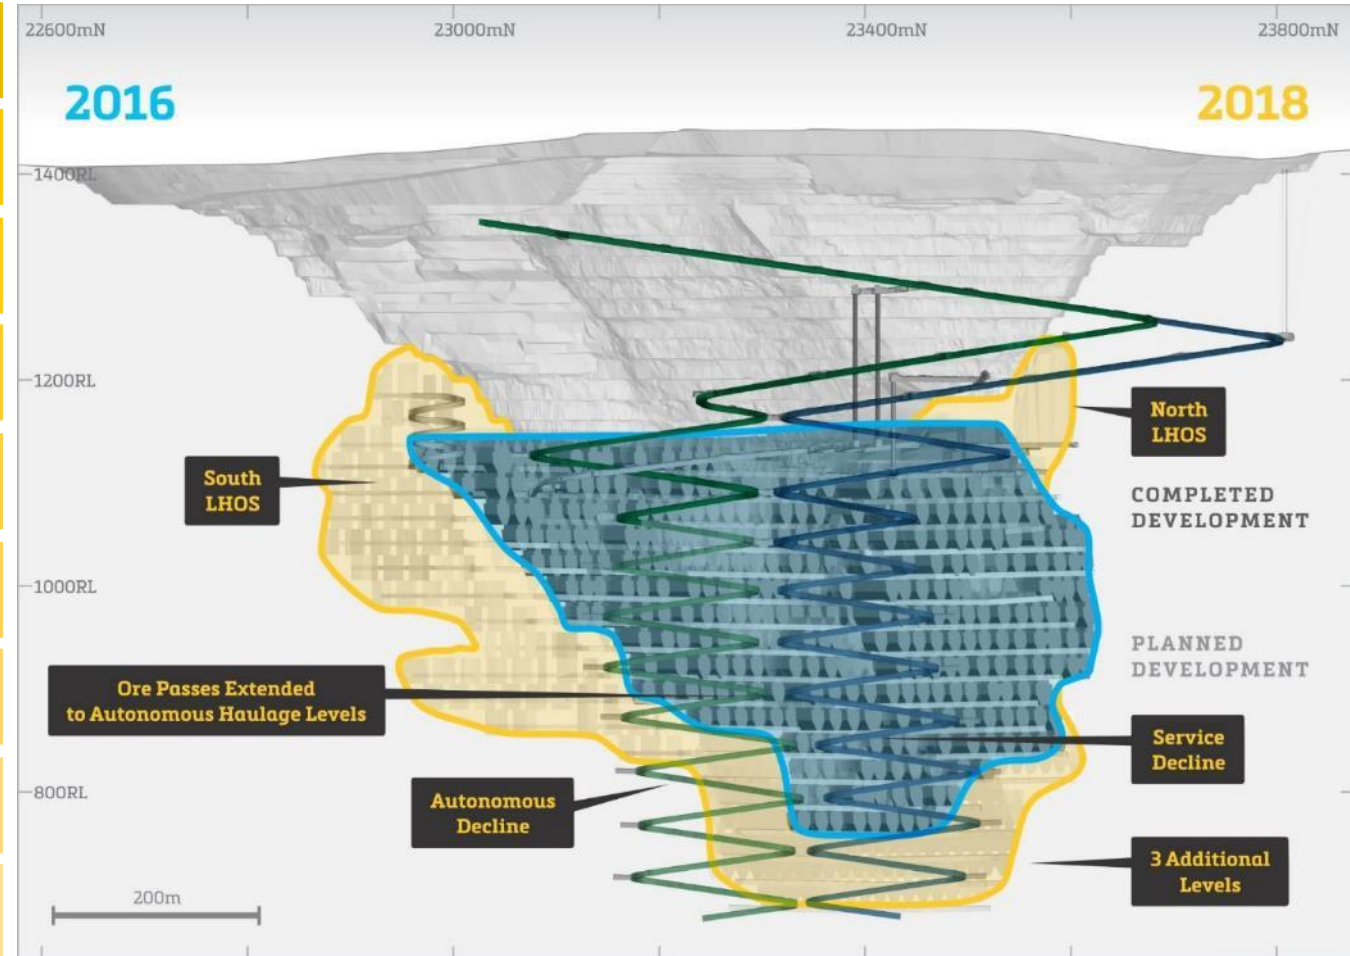 22600mN
23000mN
23400mN
23800mN
2016
2018
1400RL
1200RL
1000RL
800RL
North
LHOS
South
LHOS
COMPLETED
DEVELOPMENT
PLANNED
DEVELOPMENT
Ore Passes Extended
to Autonomous Haulage Levels
Service
Decline
Autonomous
Decline
3 Additional
Levels
200m